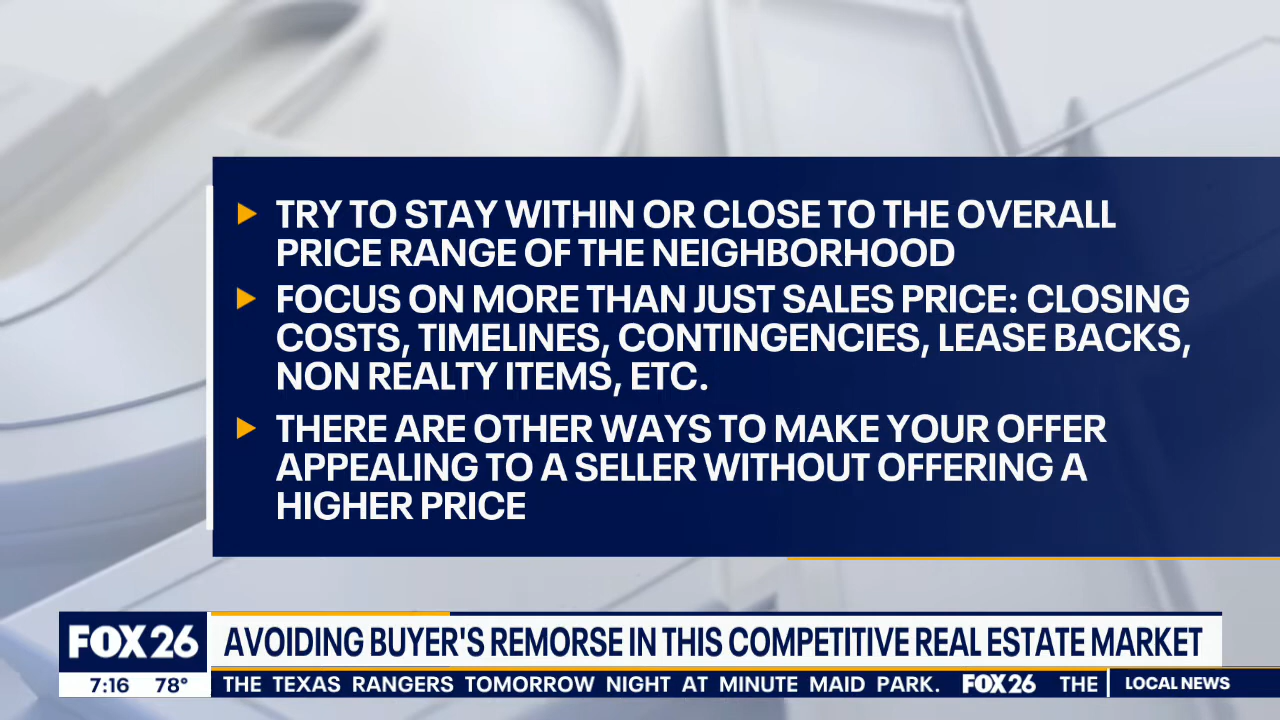 TRY TO STAY WITHIN OR CLOSE TO THE OVERALL
PRICE RANGE OF THE NEIGHBORHOOD
FOCUS ON MORE THAN JUST SALES PRICE: CLOSING
COSTS, TIMELINES, CONTINGENCIES, LEASE BACKS,
NON REALTY ITEMS, ETC.
THERE ARE OTHER WAYS TO MAKE YOUR OFFER
APPEALING TO A SELLER WITHOUT OFFERING A
HIGHER PRICE
FOX 26
AVOIDING BUYER'S REMORSE IN THIS COMPETITIVE REAL ESTATE MARKET
7:16 78°
THE TEXAS RANGERS TOMORROW NIGHT AT MINUTE MAID PARK. FOX 26 THE
LOCAL NEWS